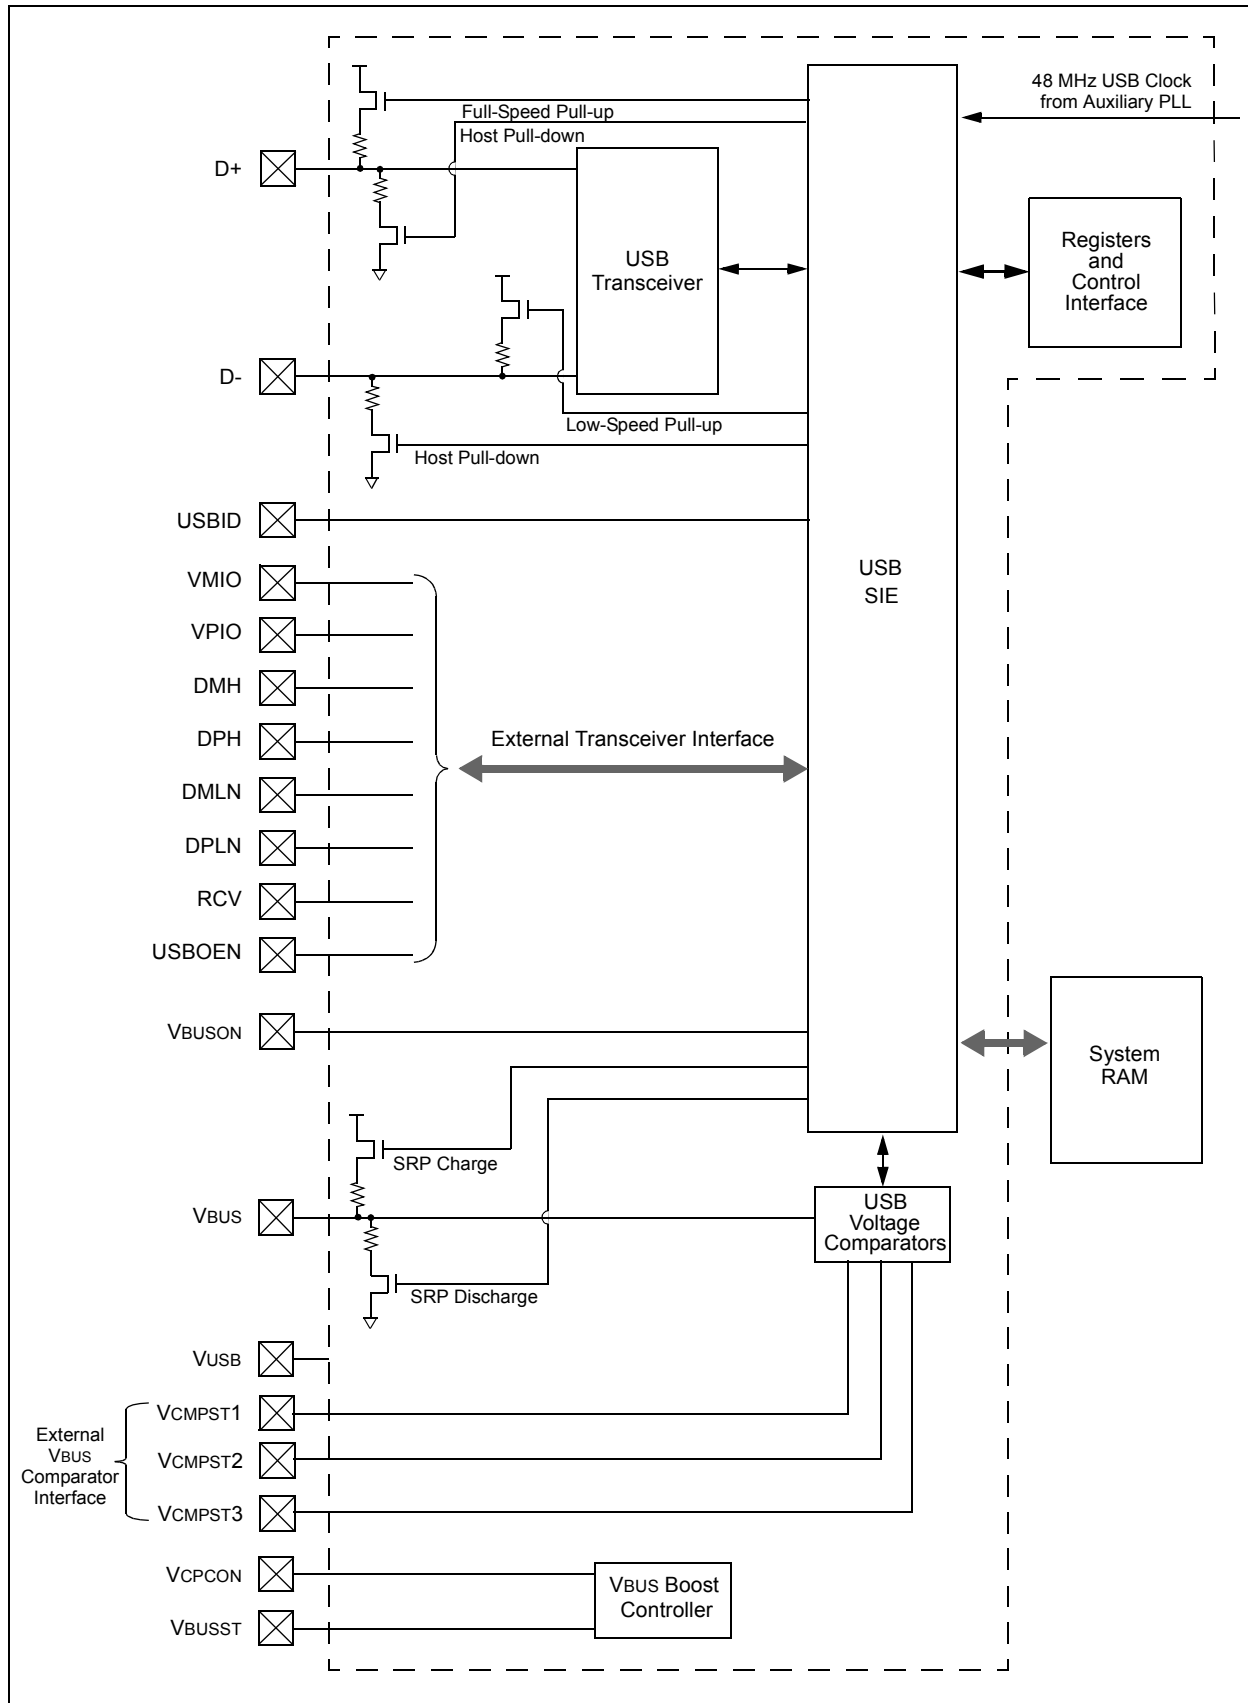 48 MHz USB Clock
from Auxiliary PLL
Full-Speed Pull-up
Host Pull-down
D+
USB
Transceiver
Registers
and
Control
Interface
D-
Low-Speed Pull-up
Host Pull-down
USBID
USB
SIE
VMIO
VPIO
DMH
DPH
External Transceiver Interface
DMLN
DPLN
RCV
USBOEN
VBUSON
System
RAM
SRP Charge
VBUS
USB
Voltage
Comparators
SRP Discharge
VUSB
External
VBUS
Comparator
Interface
VCMPST1
VCMPST2
VCMPST3
VCPCON
VBUS Boost
Controller
VBUSST